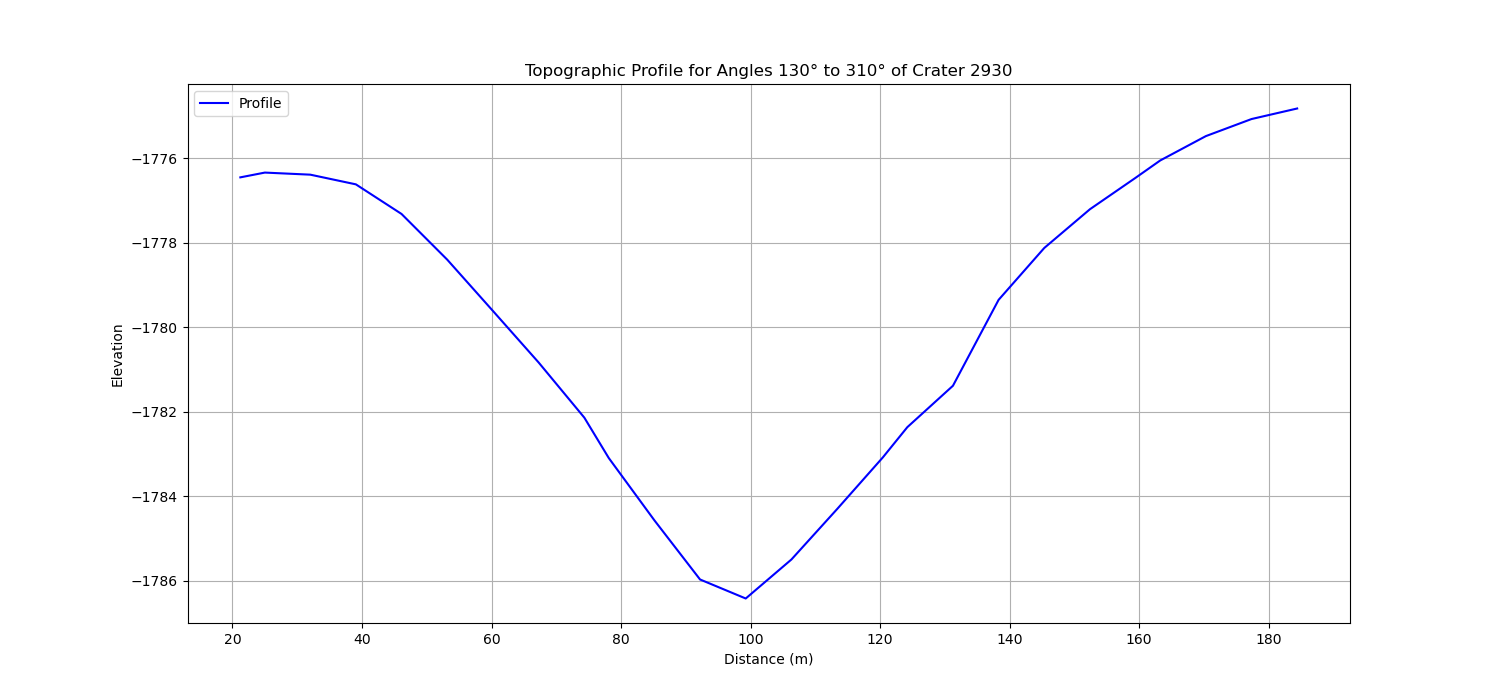 Topographic Profile for Angles 130° to 310° of Crater 2930
Profile
−1776
−1778
−1780
−1782
−1784
−1786
Elevation
20 40 60 80 100 120 140 160 180
Distance (m)